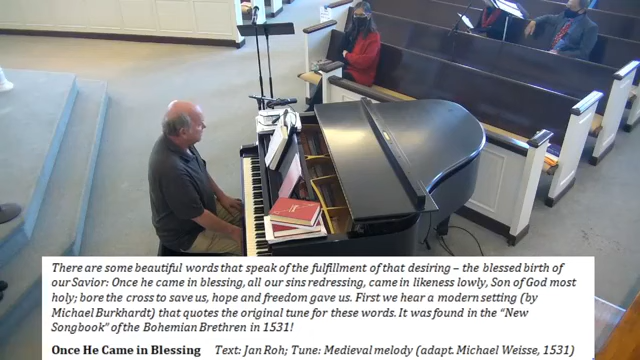 There are some beautiful words that speak of the fulfillment of that desiring – the blessed birth of
our Savior: Once he came in blessing, all our sins redressing, came in likeness lowly, Son of God most
holy; bore the cross to save us, hope and freedom gave us. First we hear a modern setting (by
Michael Burkhardt) that quotes the original tune for these words. It was found in the “New
Songbook” of the Bohemian Brethren in 1531!
Once He Came in Blessing Text: Jan Roh; Tune: Medieval melody (adapt. Michael Weisse, 1531)